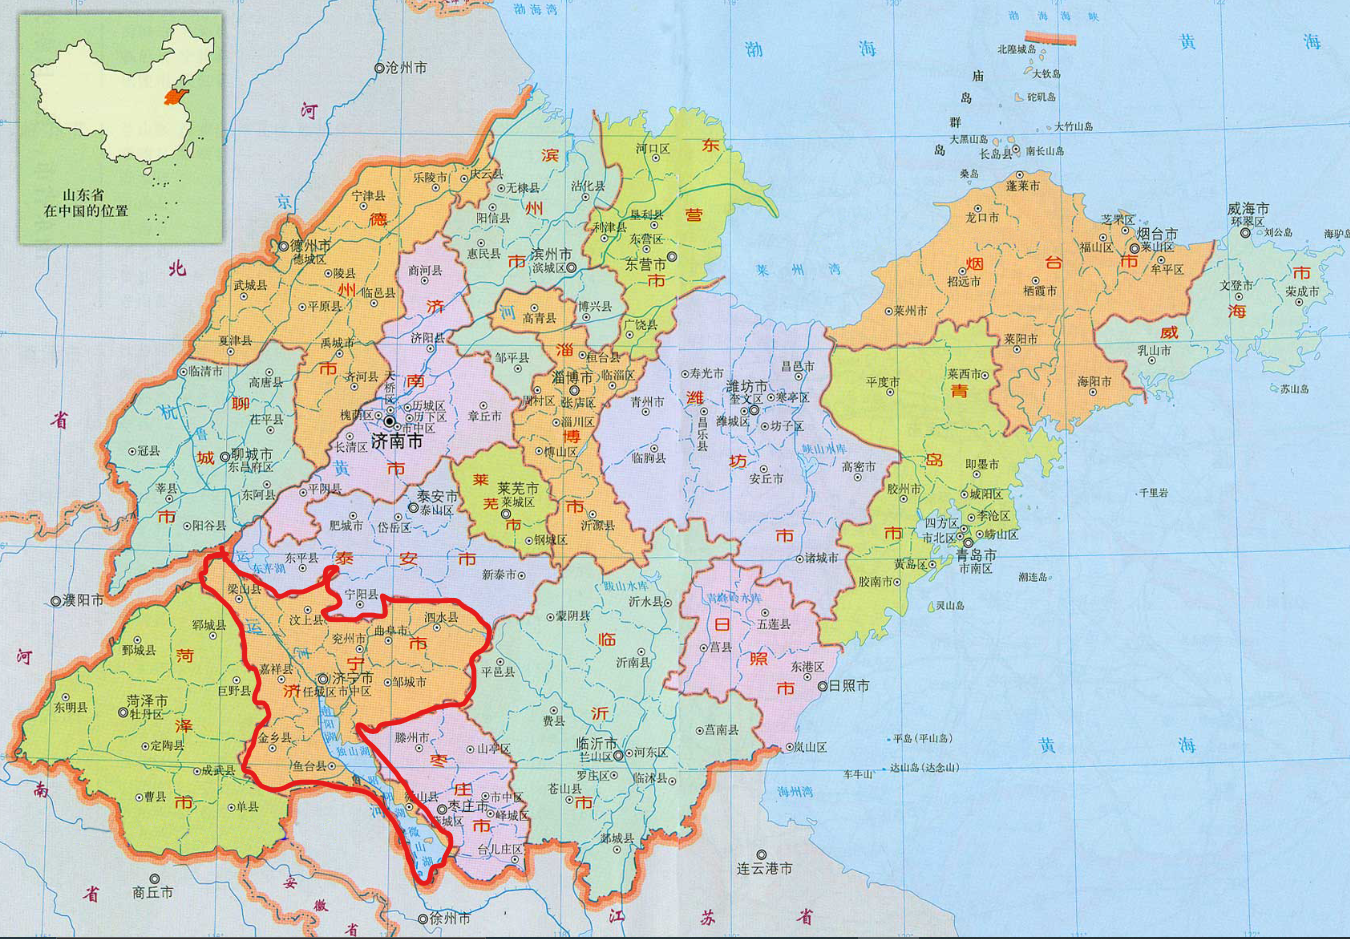 渤海湾
渤海海峡
渤海
黄海
沧州市
北隍城岛
大钦岛
砣矶岛
大竹山岛
庙岛群岛
大黑山岛
长岛县
南长山岛
桑岛
山东省
在中国的位置
河
北
省
京
杭
鲁
运
河
德州市
德州市
德城区
乐陵市
庆云县
宁津县
陵县
武城县
平原县
临邑县
夏津县
禹城市
齐河县
滨州市
无棣县
沾化县
阳信县
惠民县
滨州市
滨城区
博兴县
邹平县
东营市
河口区
垦利县
利津县
东营区
东营市
广饶县
莱州湾
烟台市
蓬莱市
龙口市
芝罘区
烟台市
福山区
莱山区
牟平区
招远市
栖霞市
莱州市
莱阳市
海阳市
威海市
威海市
环翠区
刘公岛
海驴岛
文登市
荣成市
乳山市
苏山岛
济南市
商河县
济阳县
天桥区
槐荫区
历城区
历下区
市中区
济南市
章丘市
长清区
平阴县
黄
河
淄博市
高青县
桓台县
淄博市
临淄区
周村区
张店区
淄川区
博山区
沂源县
潍坊市
寿光市
昌邑市
潍坊市
奎文区
寒亭区
青州市
潍城区
坊子区
昌乐县
临朐县
安丘市
高密市
诸城市
峡山水库
青岛市
平度市
莱西市
即墨市
胶州市
城阳区
李沧区
四方区
市北区
崂山区
青岛市
市南区
黄岛区
胶南市
潮连岛
灵山岛
千里岩
聊城市
临清市
高唐县
茌平县
冠县
聊城市
东昌府区
莘县
东阿县
阳谷县
莱芜市
莱芜市
莱城区
钢城区
泰安市
泰安市
泰山区
肥城市
岱岳区
东平县
东平湖
新泰市
宁阳县
濮阳市
河
南
省
菏泽市
郓城县
鄄城县
巨野县
东明县
菏泽市
牡丹区
定陶县
成武县
曹县
单县
商丘市
济宁市
梁山县
汶上县
兖州市
曲阜市
泗水县
嘉祥县
济宁市
任城区
市中区
邹城市
金乡县
鱼台县
南阳湖
独山湖
昭阳湖
微山湖
微山县
枣庄市
滕州市
山亭区
枣庄市
市中区
薛城区
峄城区
台儿庄区
临沂市
跋山水库
沂水县
蒙阴县
沂南县
平邑县
费县
莒南县
临沂市
兰山区
河东区
罗庄区
临沭县
苍山县
郯城县
日照市
青峰岭水库
五莲县
莒县
东港区
日照市
岚山区
平岛(平山岛)
达山岛(达念山)
车牛山
海州湾
黄海
连云港市
徐州市
安徽省
江苏省